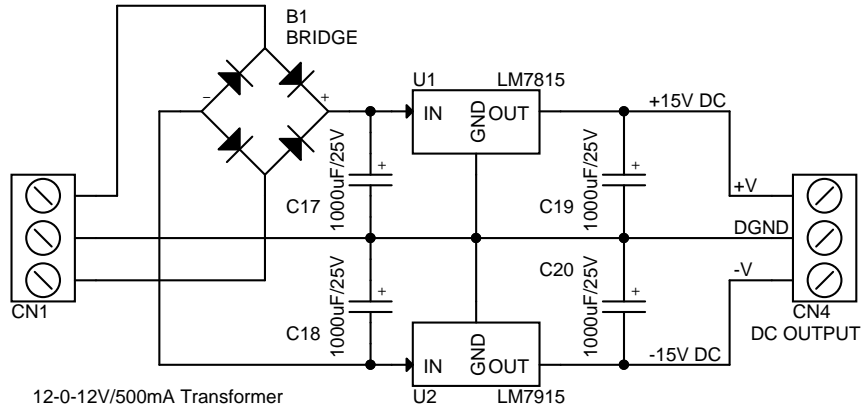 B1
BRIDGE
U1
LM7815
-
+
IN
GND
OUT
+15V DC
C17
1000uF/25V
+
C19
1000uF/25V
+
+V
DGND
-V
CN1
C18
1000uF/25V
+
C20
1000uF/25V
+
CN4
DC OUTPUT
IN
GND
OUT
-15V DC
12-0-12V/500mA Transformer
U2
LM7915